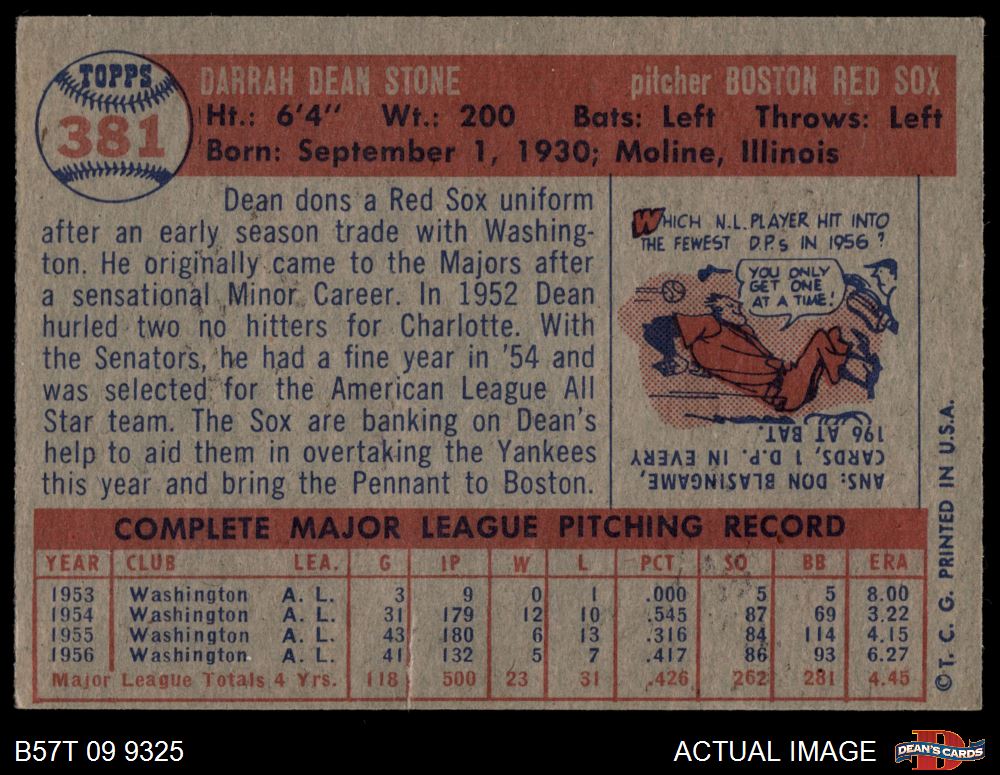 TOPPS
381
DARRAH DEAN STONE pitcher BOSTON RED SOX
Ht.: 6'4" Wt.: 200 Bats: Left Throws: Left
Born: September 1, 1930; Moline, Illinois
Dean dons a Red Sox uniform
after an early season trade with Washing-
ton. He originally came to the Majors after
a sensational Minor Career. In 1952 Dean
hurled two no hitters for Charlotte. With
the Senators, he had a fine year in '54 and
was selected for the American League All
Star team. The Sox are banking on Dean's
help to aid them in overtaking the Yankees
this year and bring the Pennant to Boston.
WHICH N.L. PLAYER HIT INTO
THE FEWEST D.P.s IN 1956?
YOU ONLY
GET ONE
AT A TIME!
ANS: DON BLASINGAME,
CARDS, 1 D.P. IN EVERY
196 AT BAT.
COMPLETE MAJOR LEAGUE PITCHING RECORD
YEAR CLUB LEA. G IP W L PCT. SO BB ERA
1953 Washington A. L. 3 9 0 1 .000 5 5 8.00
1954 Washington A. L. 31 179 12 10 .545 87 69 3.22
1955 Washington A. L. 43 180 6 13 .316 84 114 4.15
1956 Washington A. L. 41 132 5 7 .417 86 93 6.27
Major League Totals 4 Yrs. 118 500 23 31 .426 262 281 4.45
©T. C. G. PRINTED IN U.S.A.
B57T 09 9325 ACTUAL IMAGE
D
DEAN'S CARDS